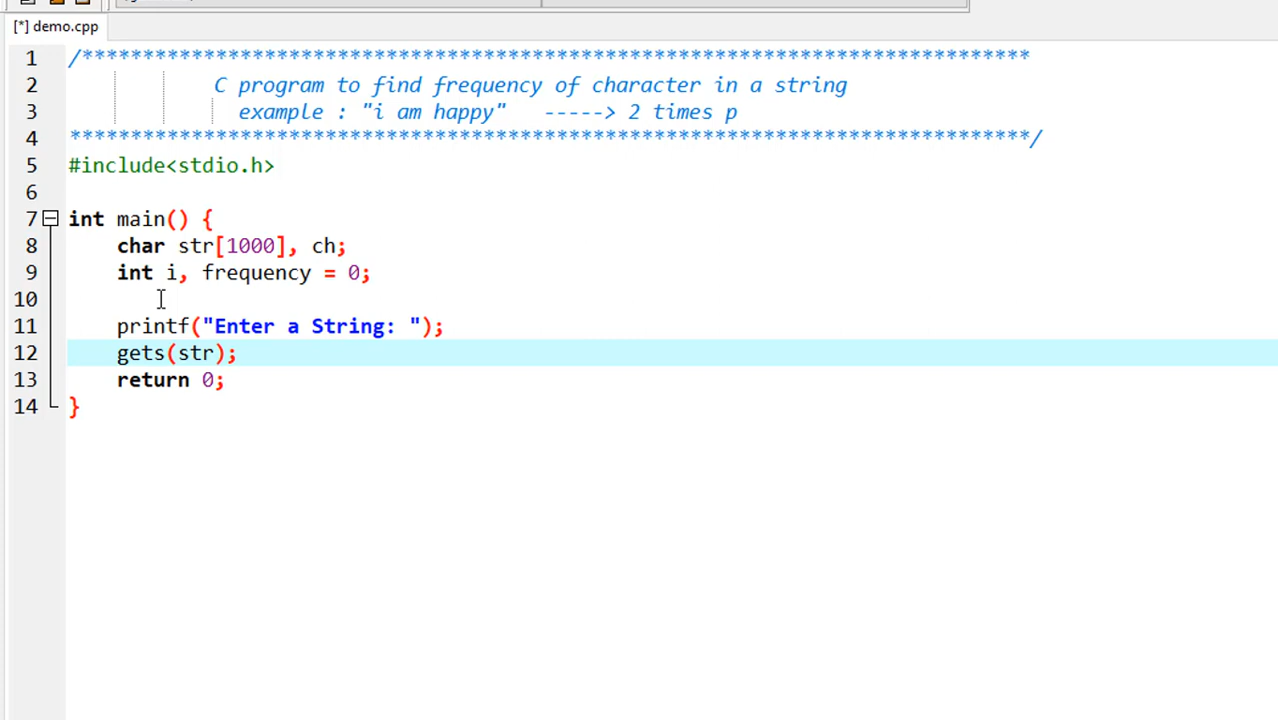 [*] demo.cpp
1 /******************************************************************************
2 C program to find frequency of character in a string
3 example : "i am happy" -----> 2 times p
4 *******************************************************************************/
5 #include<stdio.h>
6
7 int main() {
8 char str[1000], ch;
9 int i, frequency = 0;
10
11 printf("Enter a String: ");
12 gets(str);
13 return 0;
14 }